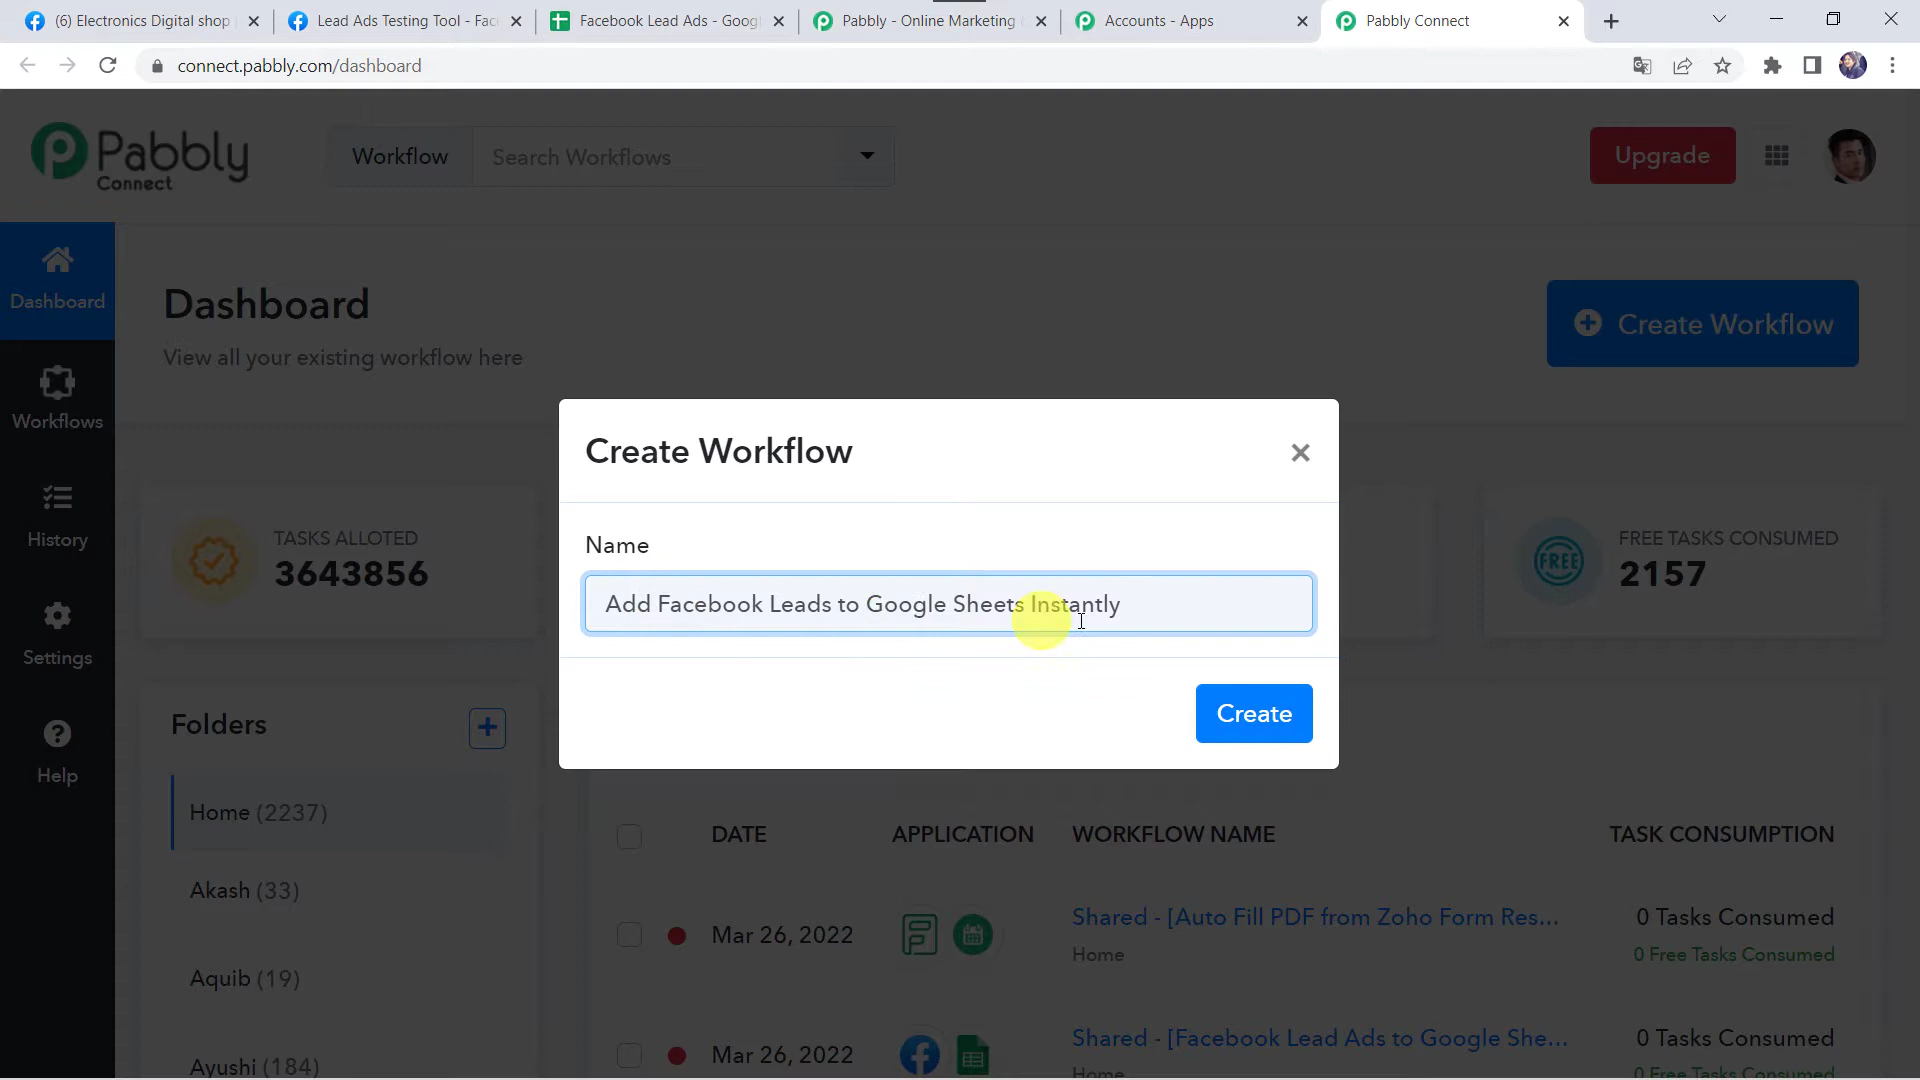 (6) Electronics Digital shop
Lead Ads Testing Tool - Fac
Facebook Lead Ads - Goog
Pabbly - Online Marketing
Accounts - Apps
Pabbly Connect
connect.pabbly.com/dashboard
Pabbly
Connect
Workflow
Search Workflows
Upgrade
Dashboard
Workflows
History
Settings
Help
Dashboard
View all your existing workflow here
Create Workflow
TASKS ALLOTED
3643856
FREE TASKS CONSUMED
FREE
2157
Create Workflow
×
Name
Add Facebook Leads to Google Sheets Instantly
Create
Folders
Home (2237)
Akash (33)
Aquib (19)
Ayushi (184)
DATE
APPLICATION
WORKFLOW NAME
TASK CONSUMPTION
Mar 26, 2022
Shared - [Auto Fill PDF from Zoho Form Res...
Home
0 Tasks Consumed
0 Free Tasks Consumed
Mar 26, 2022
Shared - [Facebook Lead Ads to Google She...
Home
0 Tasks Consumed
0 Free Tasks Consumed